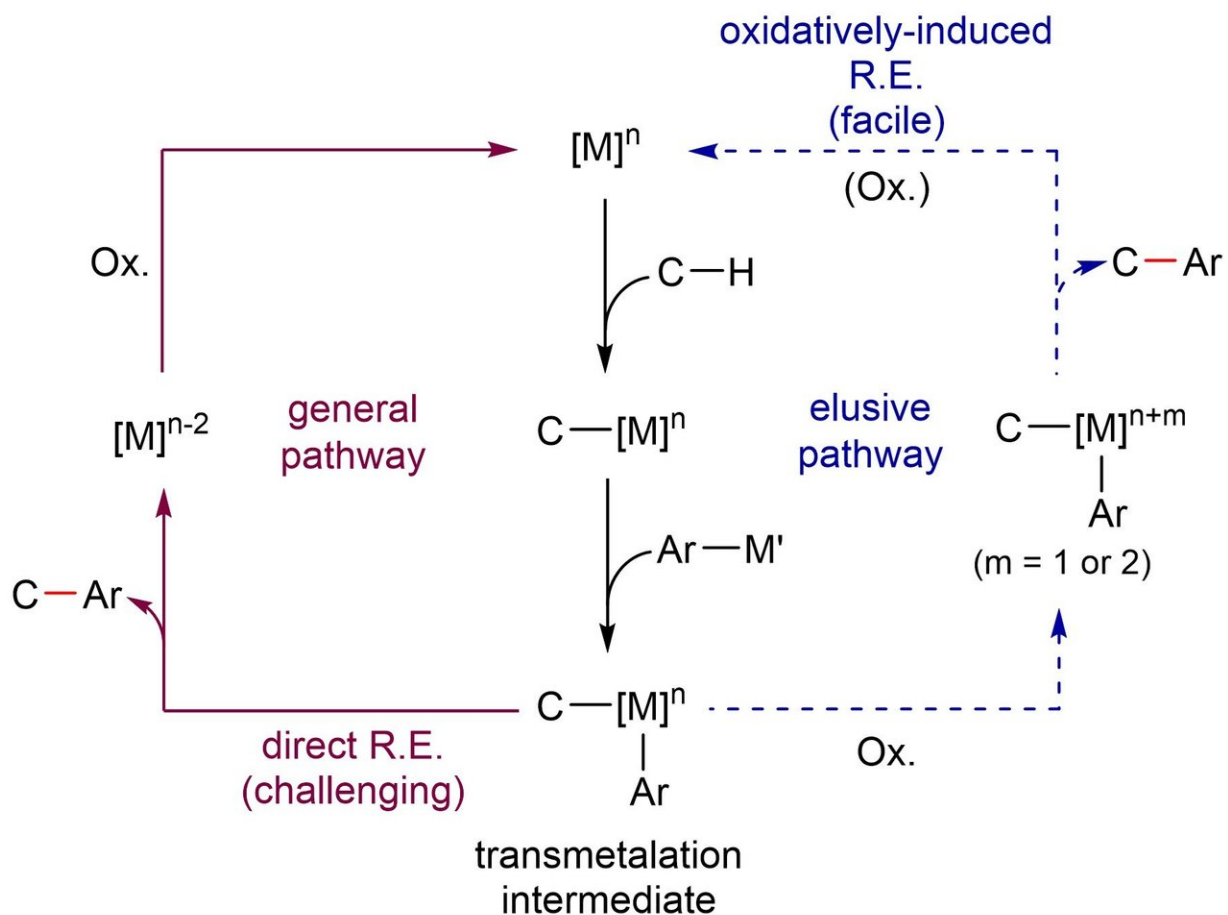 oxidatively-induced
R.E.
(facile)
[M]ⁿ
(Ox.)
Ox.
C—H
C—Ar
general
pathway
elusive
pathway
[M]ⁿ⁻²
C—[M]ⁿ
C—[M]ⁿ⁺ᵐ
Ar
(m = 1 or 2)
Ar—M'
C—Ar
C—[M]ⁿ
Ar
direct R.E.
(challenging)
Ox.
transmetalation
intermediate